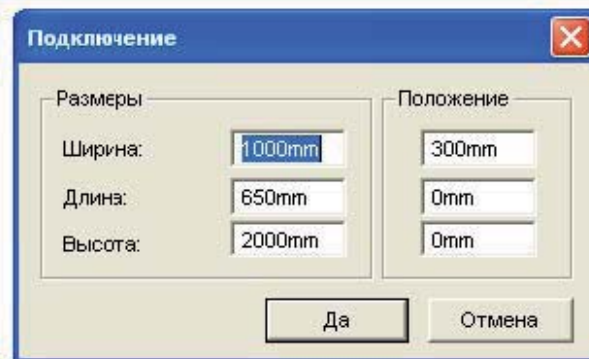 Подключение
Размеры
Положение
Ширина: 1000mm 300mm
Длина: 650mm 0mm
Высота: 2000mm 0mm
Да Отмена